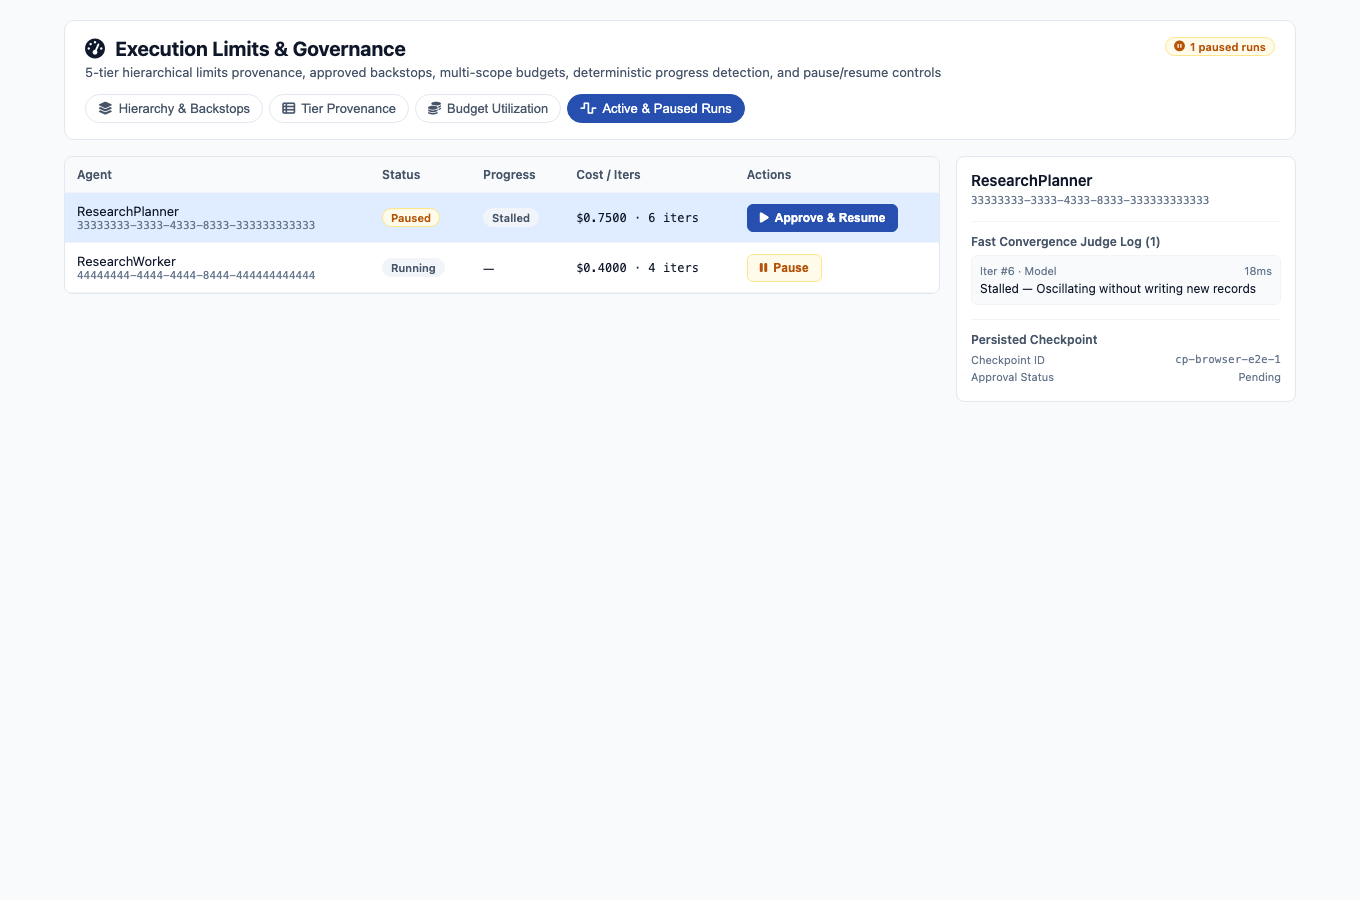 Execution Limits & Governance
1 paused runs
5-tier hierarchical limits provenance, approved backstops, multi-scope budgets, deterministic progress detection, and pause/resume controls
Hierarchy & Backstops
Tier Provenance
Budget Utilization
Active & Paused Runs
Agent Status Progress Cost / Iters Actions
ResearchPlanner
33333333-3333-4333-8333-333333333333
Paused
Stalled
$0.7500 · 6 iters
Approve & Resume
ResearchWorker
44444444-4444-4444-8444-444444444444
Running
—
$0.4000 · 4 iters
Pause
ResearchPlanner
33333333-3333-4333-8333-333333333333
Fast Convergence Judge Log (1)
Iter #6 · Model 18ms
Stalled — Oscillating without writing new records
Persisted Checkpoint
Checkpoint ID cp-browser-e2e-1
Approval Status Pending